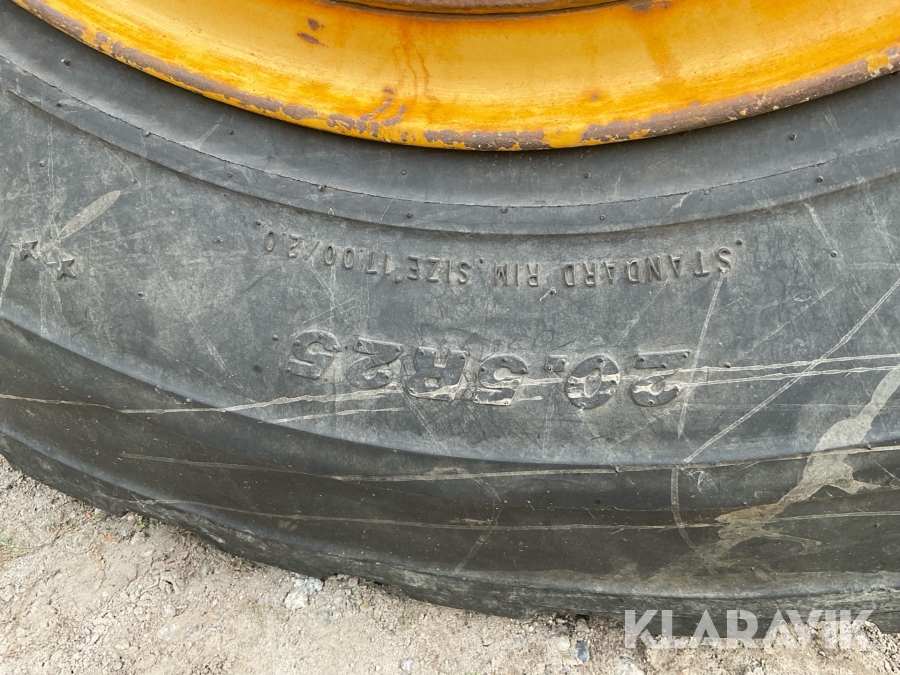 20.5R25
STANDARD RIM SIZE 17.00/2.0
KLARAVIK